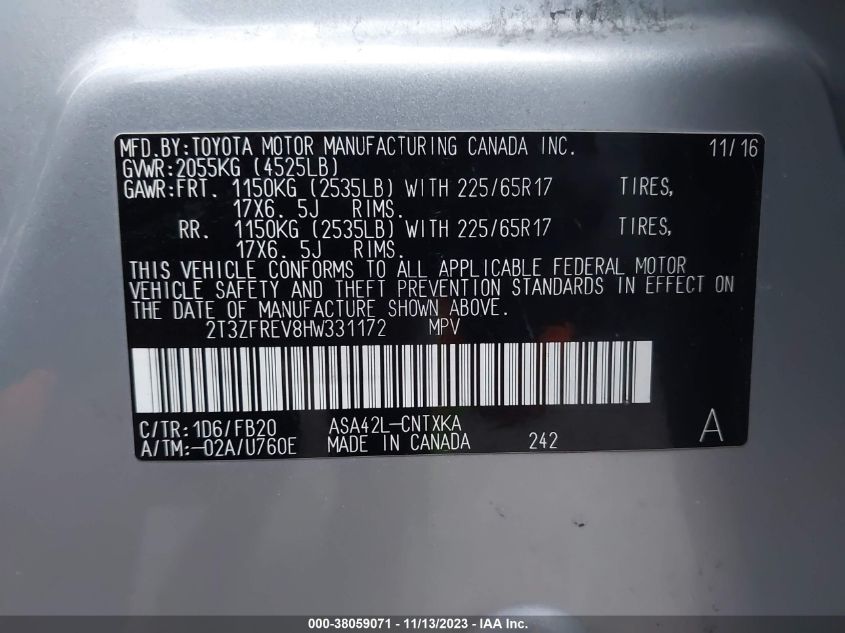 MFD.BY:TOYOTA MOTOR MANUFACTURING CANADA INC. 11/16
GVWR:2055KG (4525LB)
GAWR:FRT. 1150KG (2535LB) WITH 225/65R17 TIRES,
17X6. 5J RIMS.
RR. 1150KG (2535LB) WITH 225/65R17 TIRES,
17X6. 5J RIMS.
THIS VEHICLE CONFORMS TO ALL APPLICABLE FEDERAL MOTOR
VEHICLE SAFETY AND THEFT PREVENTION STANDARDS IN EFFECT ON
THE DATE OF MANUFACTURE SHOWN ABOVE.
2T3ZFREV8HW331172 MPV
C/TR:1D6/FB20 ASA42L-CNTXKA
A/TM:-02A/U760E MADE IN CANADA 242 A
000-38059071 - 11/13/2023 - IAA Inc.